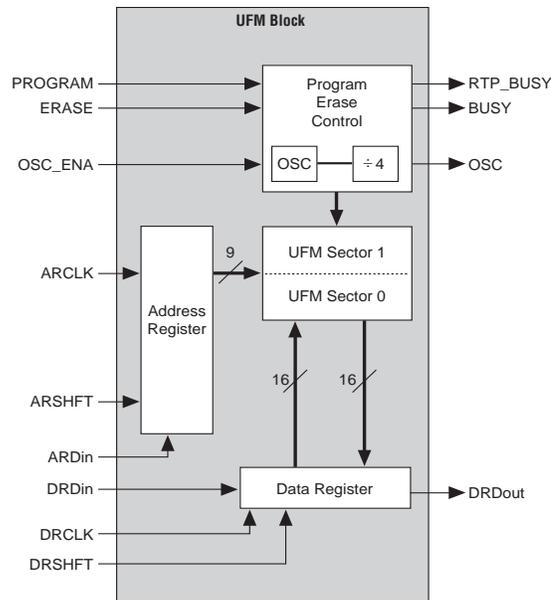 UFM Block
PROGRAM
ERASE
OSC_ENA
Program
Erase
Control
OSC
÷ 4
RTP_BUSY
BUSY
OSC
ARCLK
ARSHFT
ARDin
Address
Register
9
UFM Sector 1
UFM Sector 0
16
16
DRDin
DRCLK
DRSHFT
Data Register
DRDout